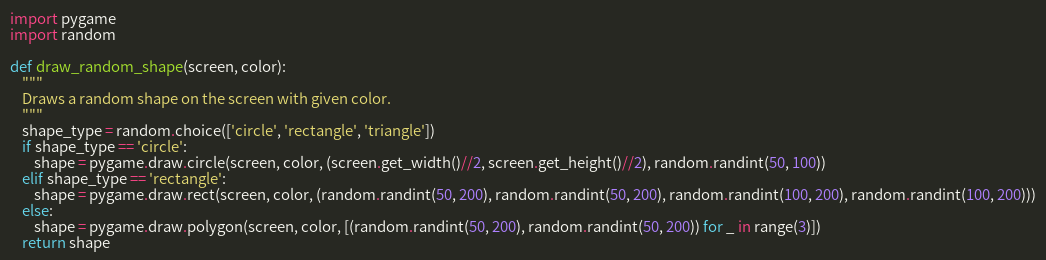 import pygame
import random

def draw_random_shape(screen, color):
    """
    Draws a random shape on the screen with given color.
    """
    shape_type = random.choice(['circle', 'rectangle', 'triangle'])
    if shape_type == 'circle':
        shape = pygame.draw.circle(screen, color, (screen.get_width()//2, screen.get_height()//2), random.randint(50, 100))
    elif shape_type == 'rectangle':
        shape = pygame.draw.rect(screen, color, (random.randint(50, 200), random.randint(50, 200), random.randint(100, 200), random.randint(100, 200)))
    else:
        shape = pygame.draw.polygon(screen, color, [(random.randint(50, 200), random.randint(50, 200)) for _ in range(3)])
    return shape